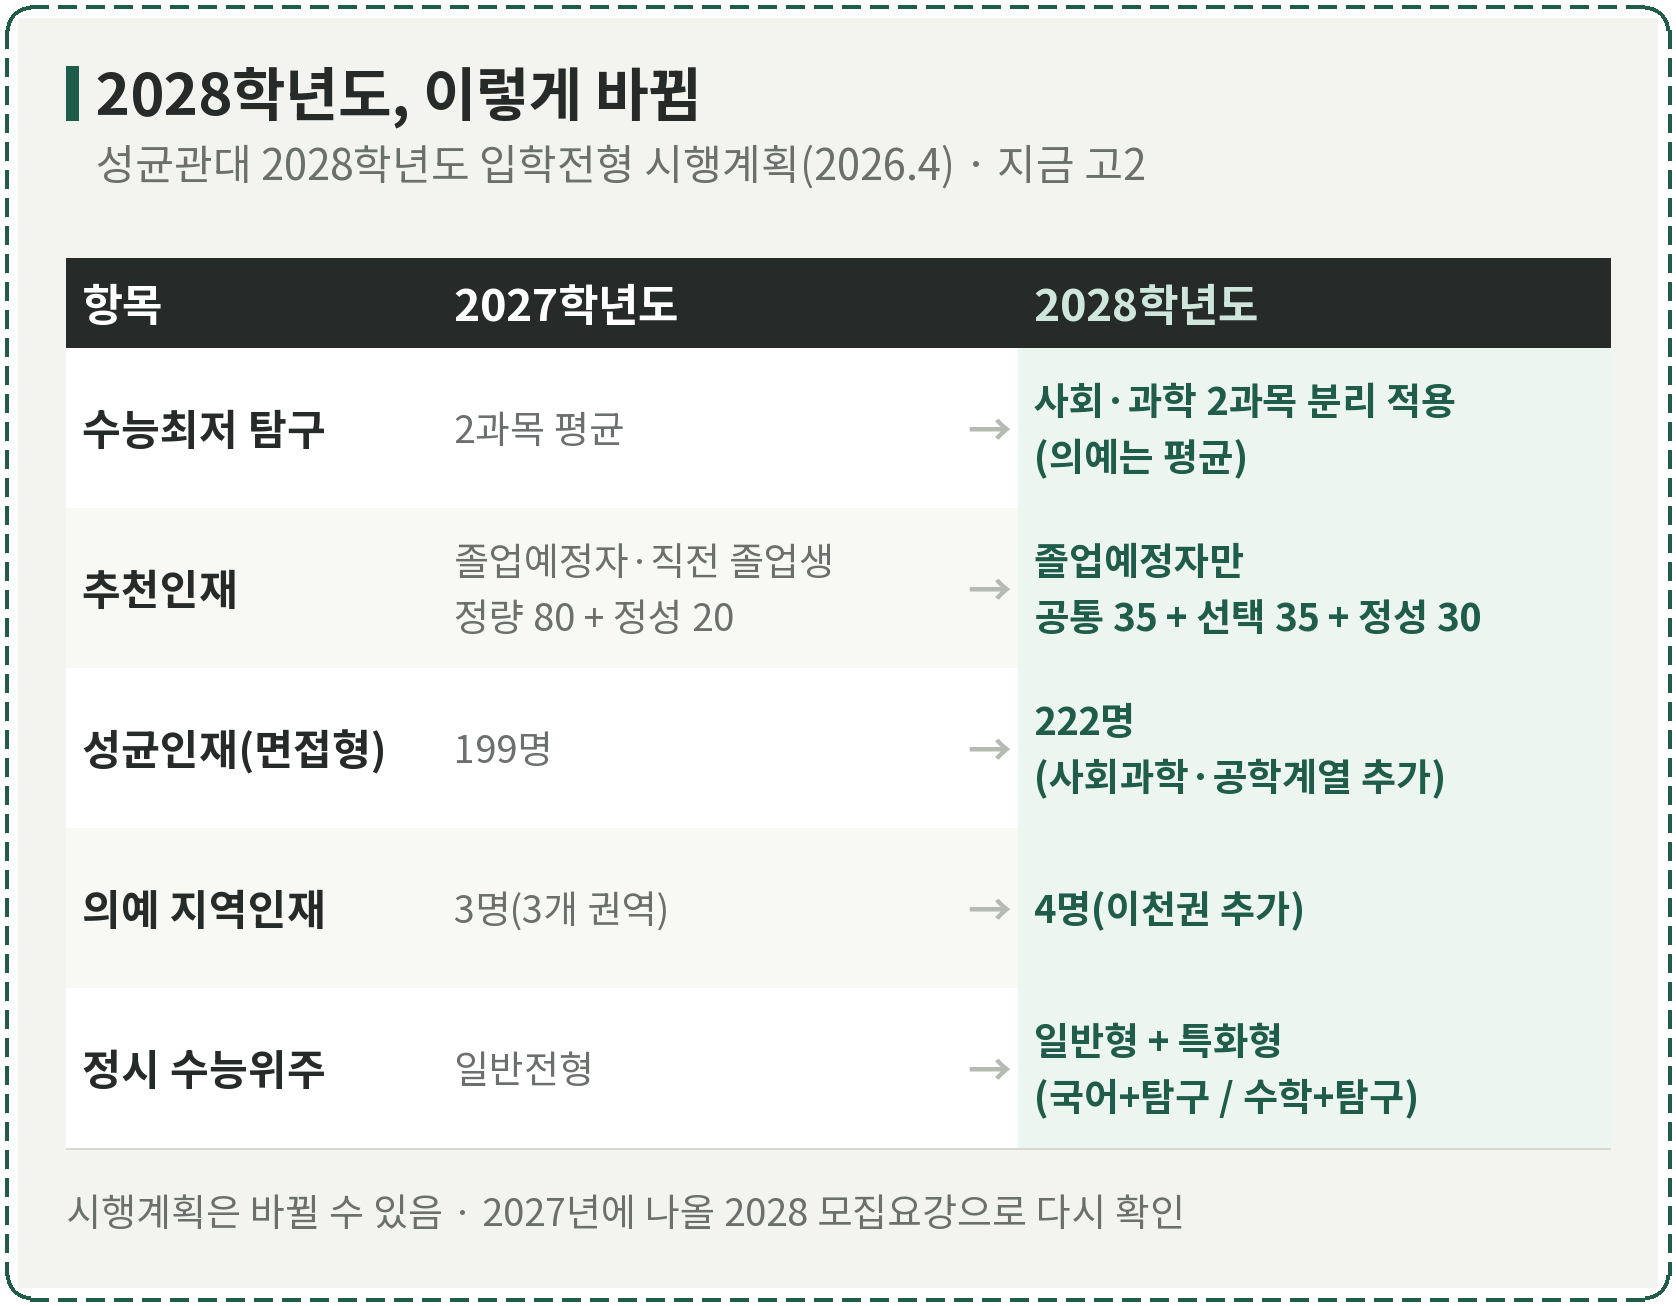 2028학년도, 이렇게 바뀜
성균관대 2028학년도 입학전형 시행계획(2026.4) · 지금 고2
항목 2027학년도 2028학년도
수능최저 탐구 2과목 평균 → 사회·과학 2과목 분리 적용
(의예는 평균)
추천인재 졸업예정자·직전 졸업생 → 졸업예정자만
정량 80 + 정성 20 공통 35 + 선택 35 + 정성 30
성균인재(면접형) 199명 → 222명
(사회과학·공학계열 추가)
의예 지역인재 3명(3개 권역) → 4명(이천권 추가)
정시 수능위주 일반전형 → 일반형 + 특화형
(국어+탐구 / 수학+탐구)
시행계획은 바뀔 수 있음 · 2027년에 나올 2028 모집요강으로 다시 확인